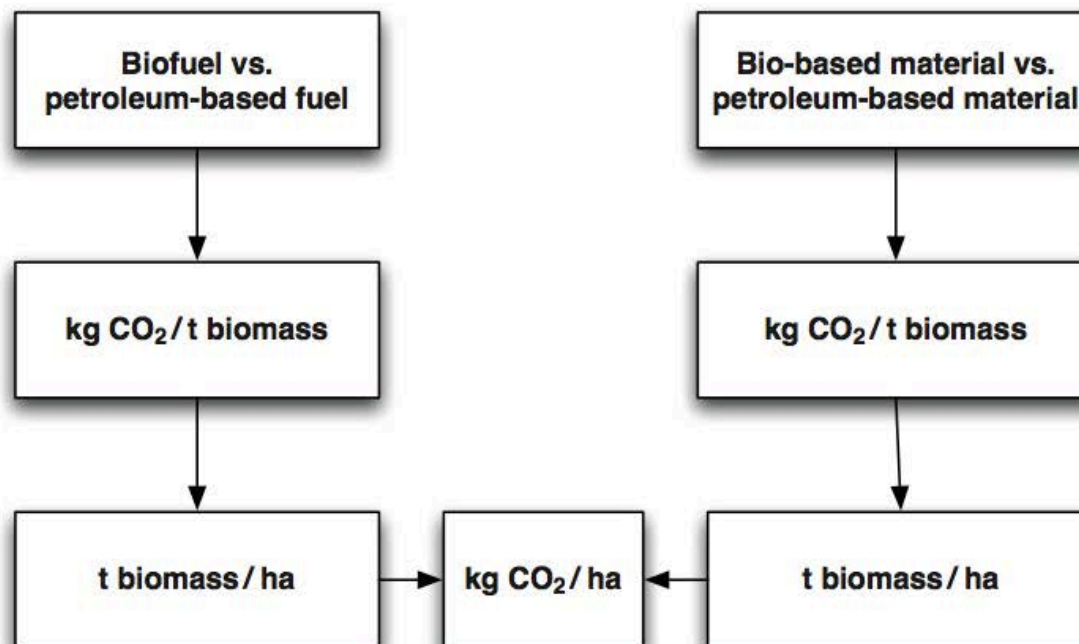 Biofuel vs.
petroleum-based fuel
Bio-based material vs.
petroleum-based material
kg CO₂ / t biomass
kg CO₂ / t biomass
t biomass / ha
kg CO₂ / ha
t biomass / ha